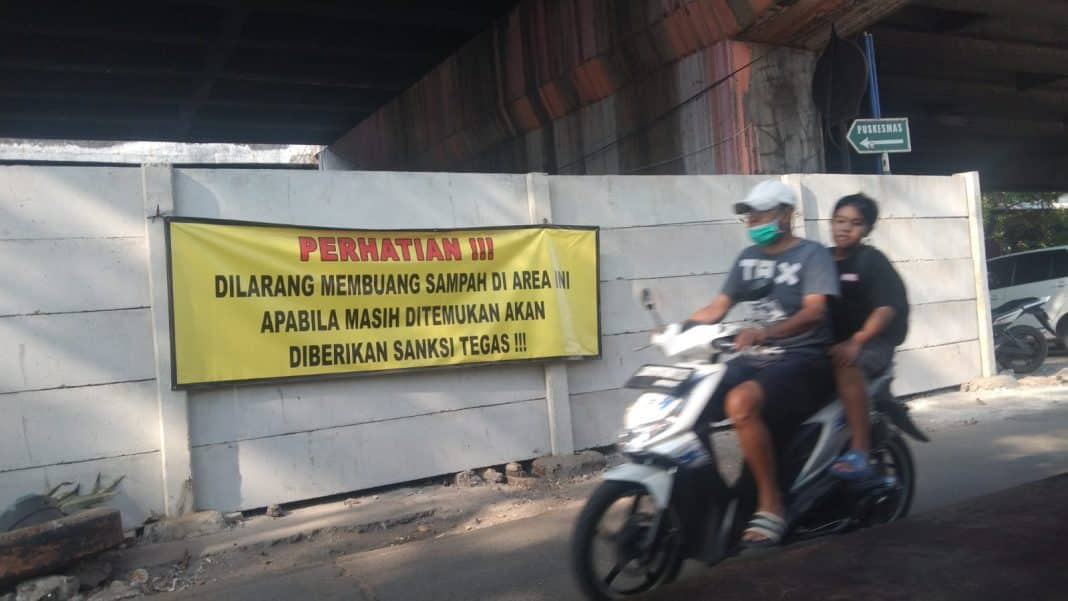 PERHATIAN !!!
DILARANG MEMBUANG SAMPAH DI AREA INI
APABILA MASIH DITEMUKAN AKAN
DIBERIKAN SANKSI TEGAS !!!
PUSKESMAS
TAX